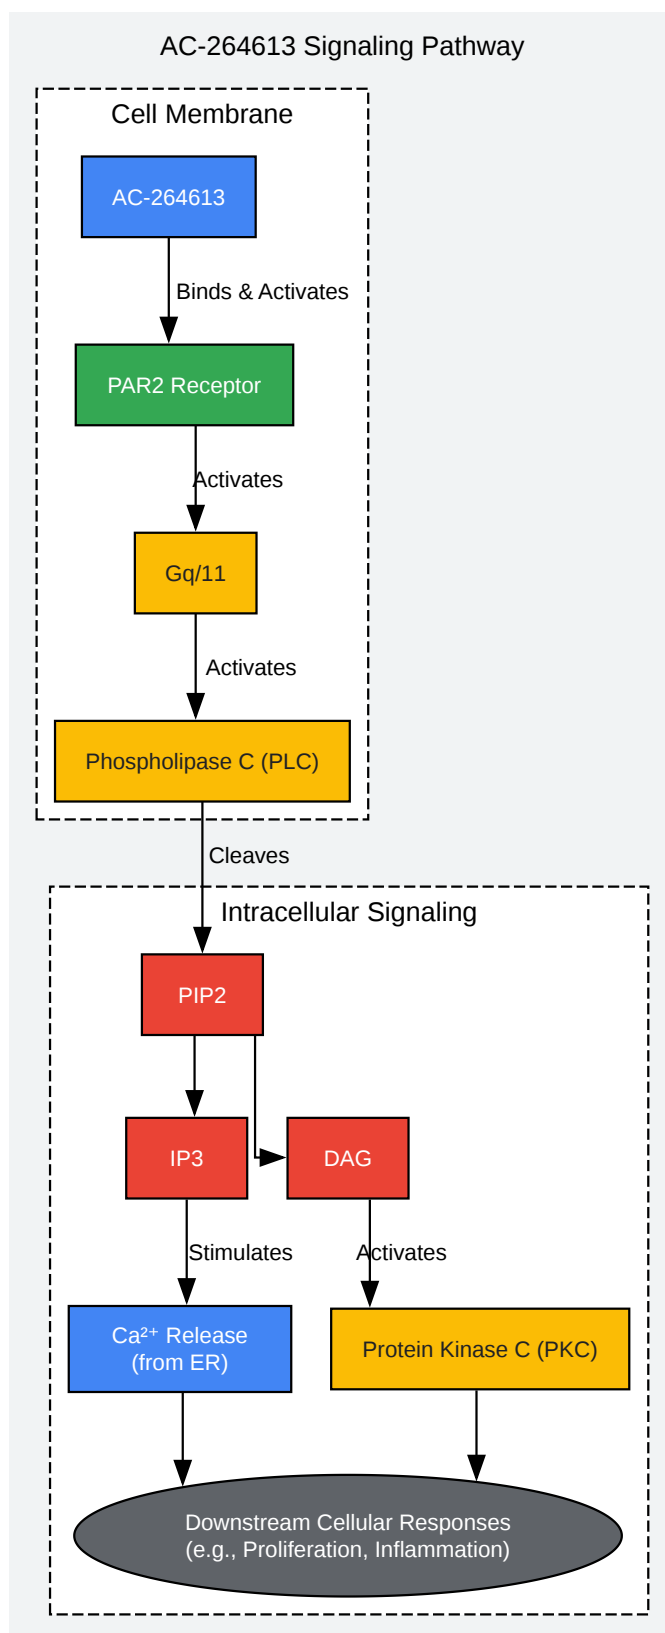 AC-264613 Signaling Pathway
Cell Membrane
AC-264613
Binds & Activates
PAR2 Receptor
Activates
Gq/11
Activates
Phospholipase C (PLC)
Cleaves
Intracellular Signaling
PIP2
IP3
DAG
Stimulates
Activates
Ca²⁺ Release
(from ER)
Protein Kinase C (PKC)
Downstream Cellular Responses
(e.g., Proliferation, Inflammation)